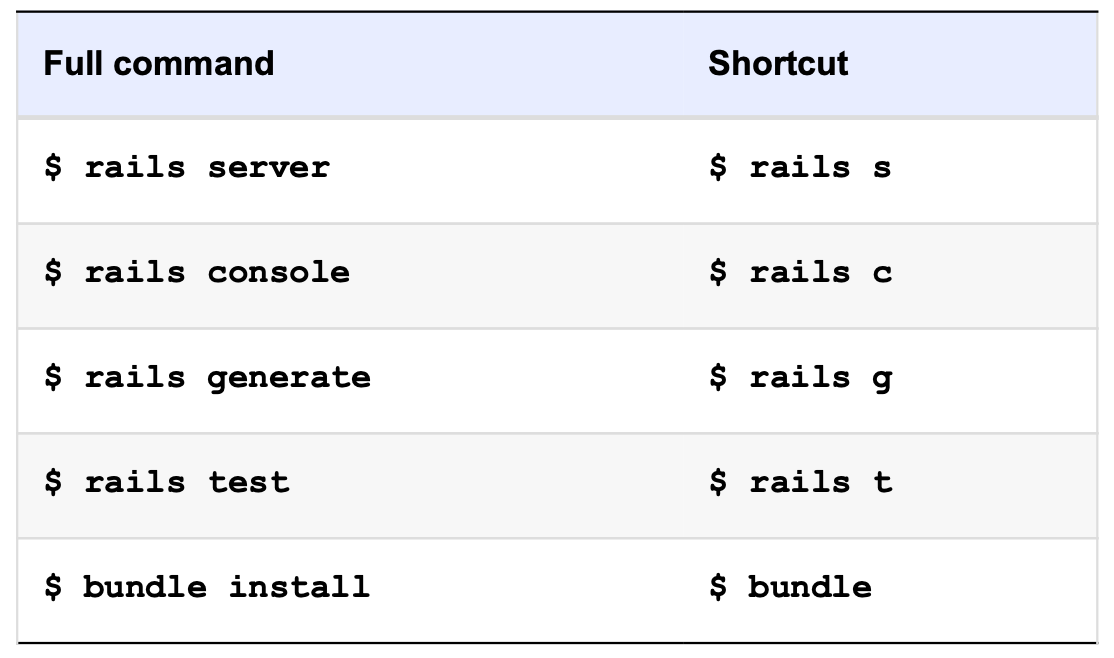 Full command Shortcut
$ rails server $ rails s
$ rails console $ rails c
$ rails generate $ rails g
$ rails test $ rails t
$ bundle install $ bundle